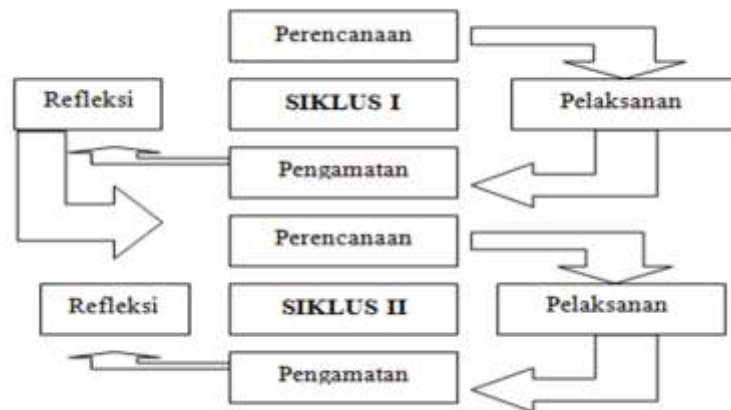 Perencanaan
Refleksi
SIKLUS I
Pelaksanan
Pengamatan
Perencanaan
Refleksi
SIKLUS II
Pelaksanan
Pengamatan